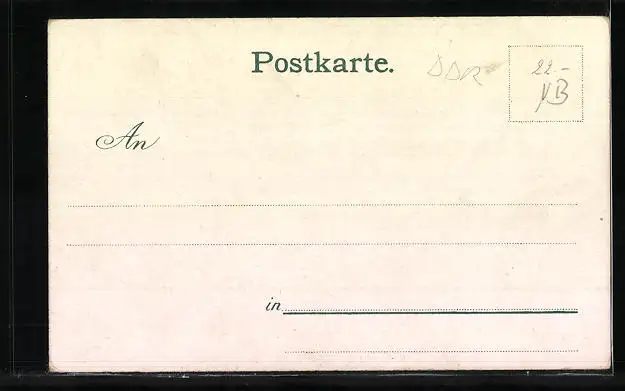 Postkarte.
DDR
22.-
VB
An
in